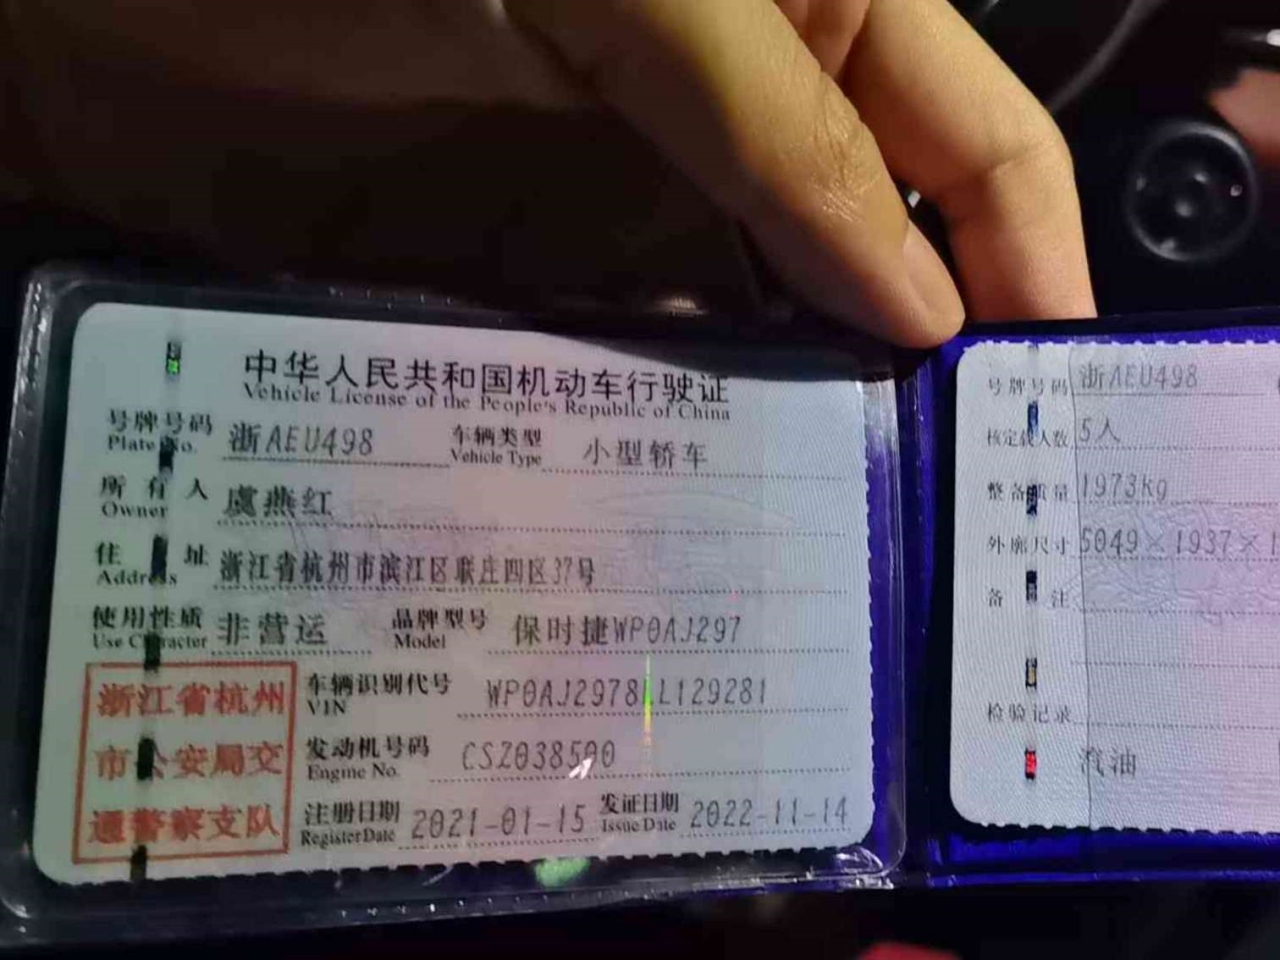 中华人民共和国机动车行驶证
Vehicle License of the People's Republic of China
号牌号码 浙AEU498 车辆类型 小型轿车
Plate No. Vehicle Type
所有人 虞燕红
Owner
住址 浙江省杭州市滨江区联庄四区37号
Address
使用性质 非营运 品牌型号 保时捷WP0AJ297
Use Character Model
浙江省杭州
市公安局交
通警察支队
车辆识别代号
VIN
发动机号码
Engine No.
注册日期 2021-01-15 发证日期 2022-11-14
Register Date Issue Date
号牌号码 浙AEU498
核定载人数 5人
整备质量 1973kg
外廓尺寸 5049×1937×1
备注
检验记录
汽油